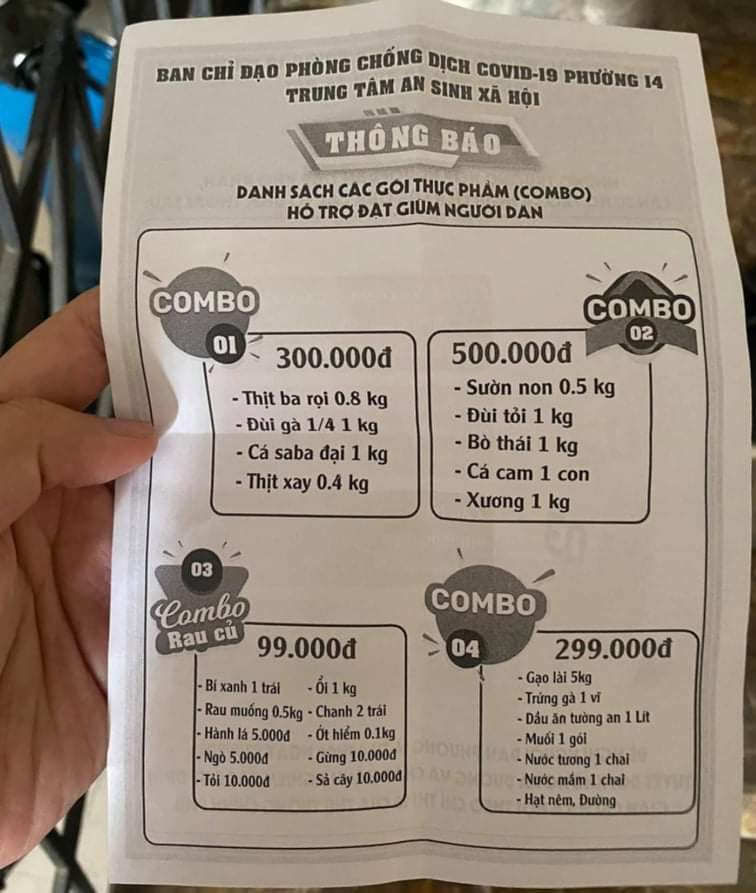 BAN CHỈ ĐẠO PHÒNG CHỐNG DỊCH COVID-19 PHƯỜNG 14
TRUNG TÂM AN SINH XÃ HỘI
THÔNG BÁO
DANH SÁCH CÁC GÓI THỰC PHẨM (COMBO)
HỖ TRỢ ĐẶT GIÙM NGƯỜI DÂN
COMBO
01
300.000đ
- Thịt ba rọi 0.8 kg
- Đùi gà 1/4 1 kg
- Cá saba đại 1 kg
- Thịt xay 0.4 kg
COMBO
02
500.000đ
- Sườn non 0.5 kg
- Đùi tỏi 1 kg
- Bò thái 1 kg
- Cá cam 1 con
- Xương 1 kg
03
Combo
Rau củ
99.000đ
- Bí xanh 1 trái
- Rau muống 0.5kg
- Hành lá 5.000đ
- Ngò 5.000đ
- Tỏi 10.000đ
- Ổi 1 kg
- Chanh 2 trái
- Ớt hiểm 0.1kg
- Gừng 10.000đ
- Sả cây 10.000đ
COMBO
04
299.000đ
- Gạo lài 5kg
- Trứng gà 1 vĩ
- Dầu ăn tường an 1 Lít
- Muối 1 gói
- Nước tương 1 chai
- Nước mắm 1 chai
- Hạt nêm, Đường